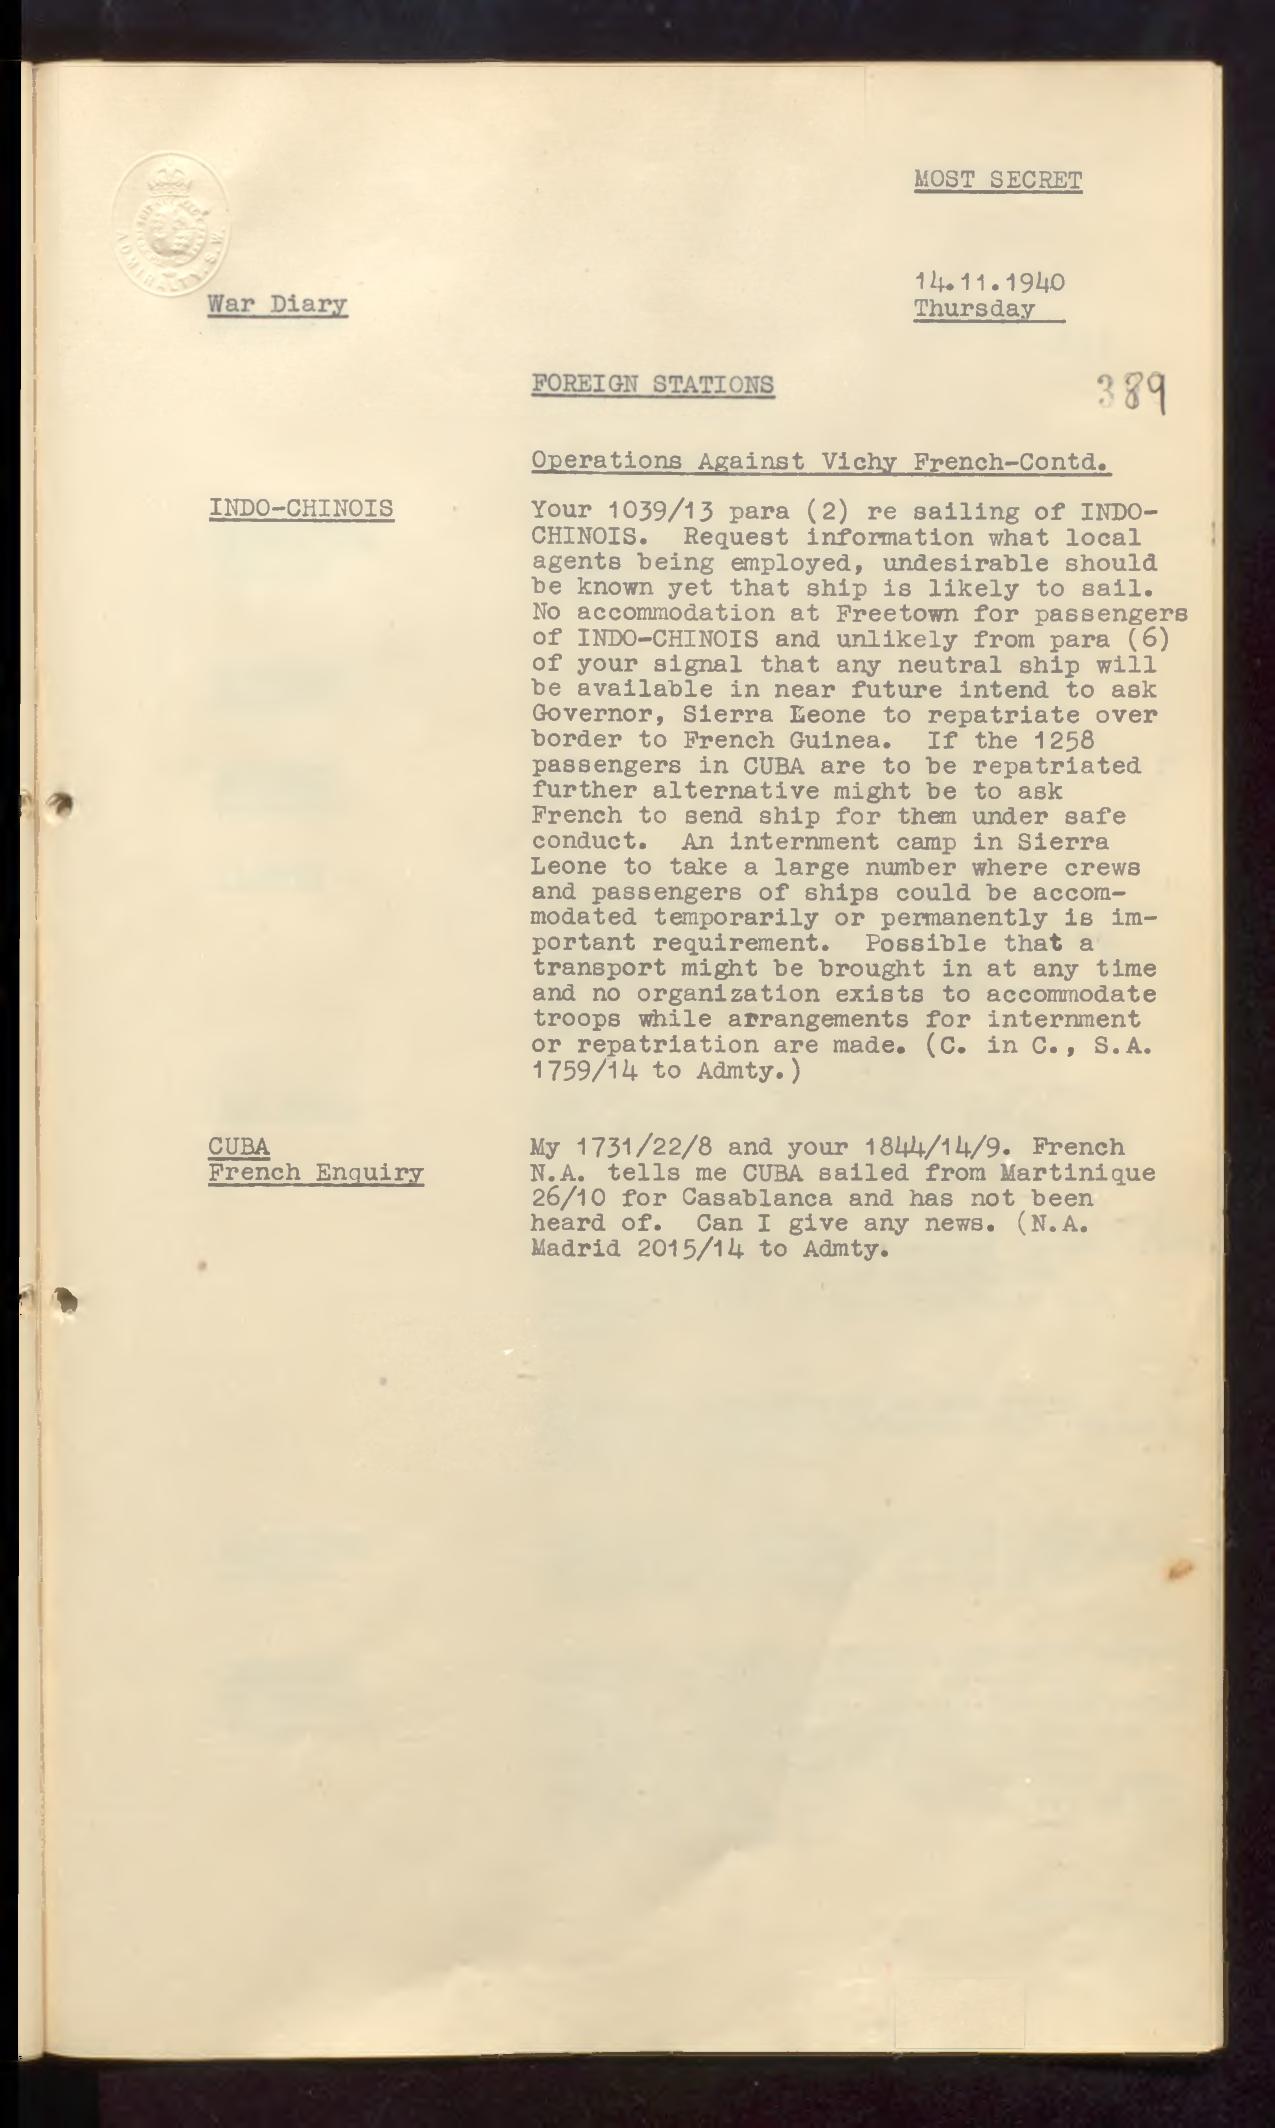 MOST SECRET
ADMIRALTY. S.W.
14.11.1940
War Diary
Thursday
FOREIGN STATIONS
389
Operations Against Vichy French-Contd.
INDO-CHINOIS
Your 1039/13 para (2) re sailing of INDO-
CHINOIS. Request information what local
agents being employed, undesirable should
be known yet that ship is likely to sail.
No accommodation at Freetown for passengers
of INDO-CHINOIS and unlikely from para (6)
of your signal that any neutral ship will
be available in near future intend to ask
Governor, Sierra Leone to repatriate over
border to French Guinea. If the 1258
passengers in CUBA are to be repatriated
further alternative might be to ask
French to send ship for them under safe
conduct. An internment camp in Sierra
Leone to take a large number where crews
and passengers of ships could be accom-
modated temporarily or permanently is im-
portant requirement. Possible that a
transport might be brought in at any time
and no organization exists to accommodate
troops while arrangements for internment
or repatriation are made. (C. in C., S.A.
1759/14 to Admty.)
CUBA
French Enquiry
My 1731/22/8 and your 1844/14/9. French
N.A. tells me CUBA sailed from Martinique
26/10 for Casablanca and has not been
heard of. Can I give any news. (N.A.
Madrid 2015/14 to Admty.